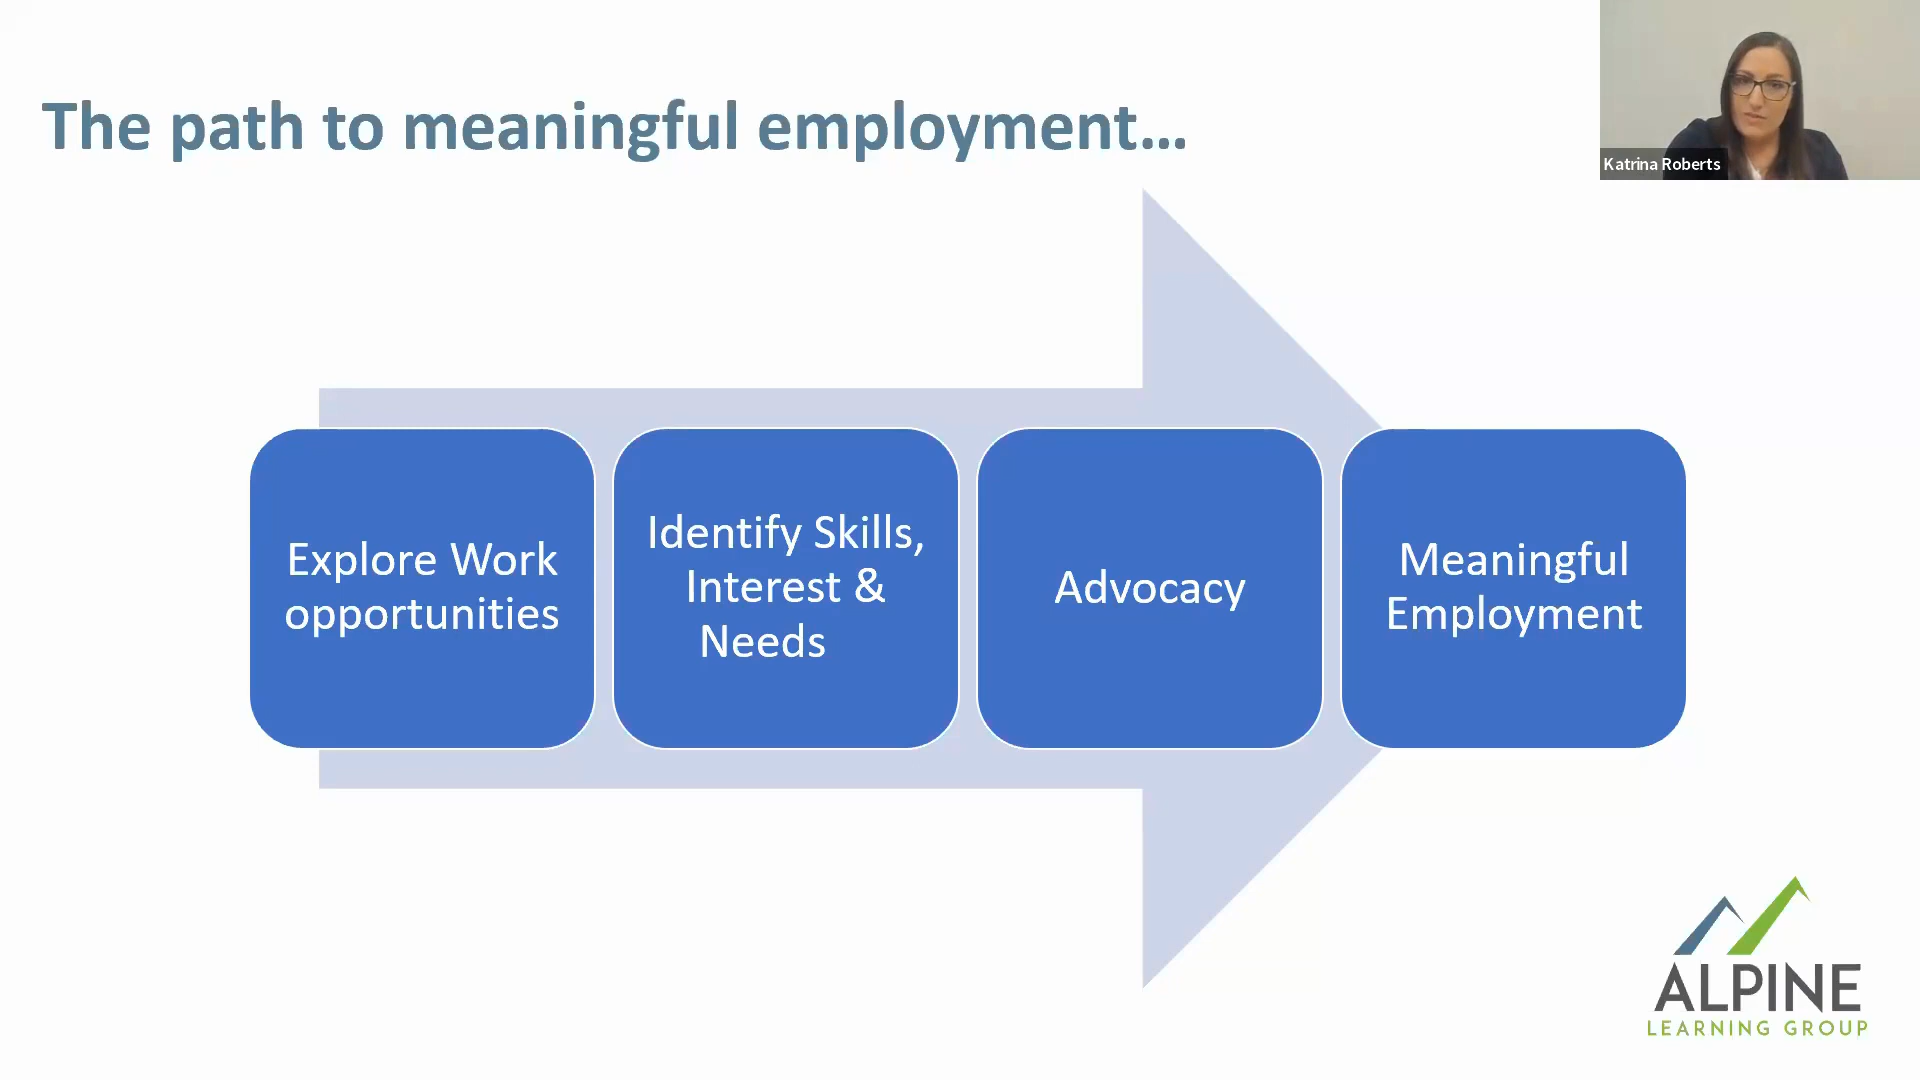 The path to meaningful employment…
Katrina Roberts
Explore Work
opportunities
Identify Skills,
Interest &
Needs
Advocacy
Meaningful
Employment
ALPINE
LEARNING GROUP